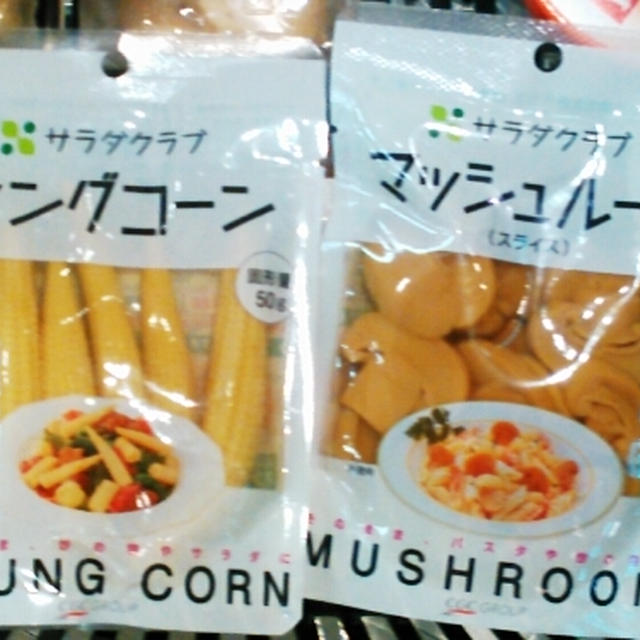 サラダクラブ
ングコーン
固形量
50g
UNG CORN
サラダクラブ
マッシュルー
(スライス)
MUSHROO